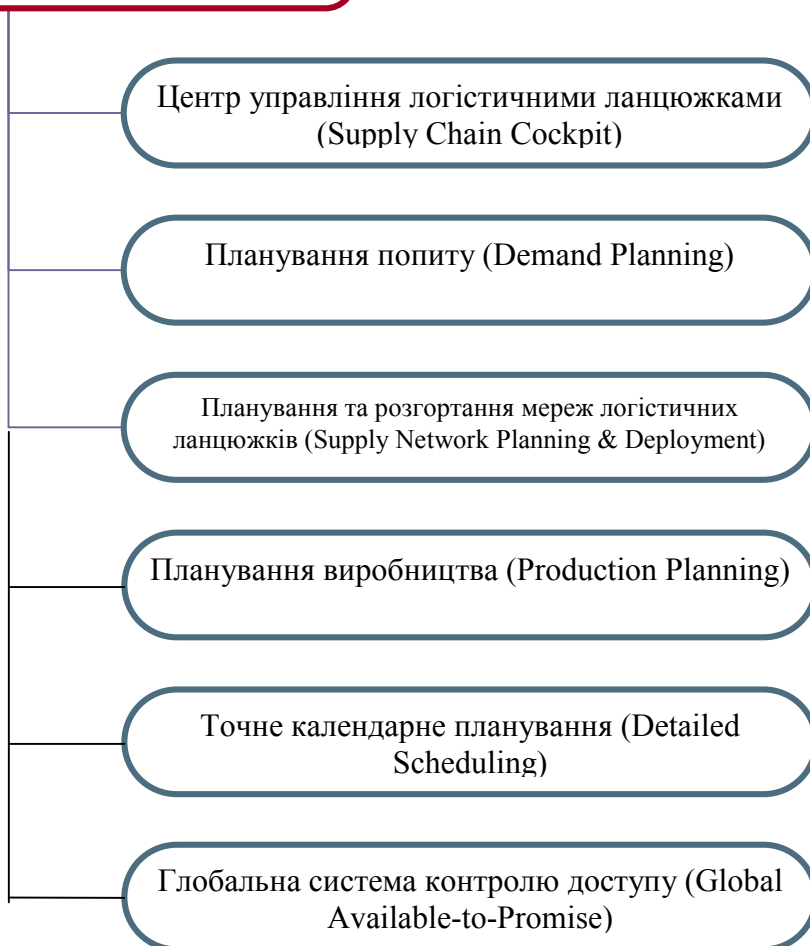 Центр управління логістичними ланцюжками
(Supply Chain Cockpit)
Планування попиту (Demand Planning)
Планування та розгортання мереж логістичних
ланцюжків (Supply Network Planning & Deployment)
Планування виробництва (Production Planning)
Точне календарне планування (Detailed
Scheduling)
Глобальна система контролю доступу (Global
Available-to-Promise)